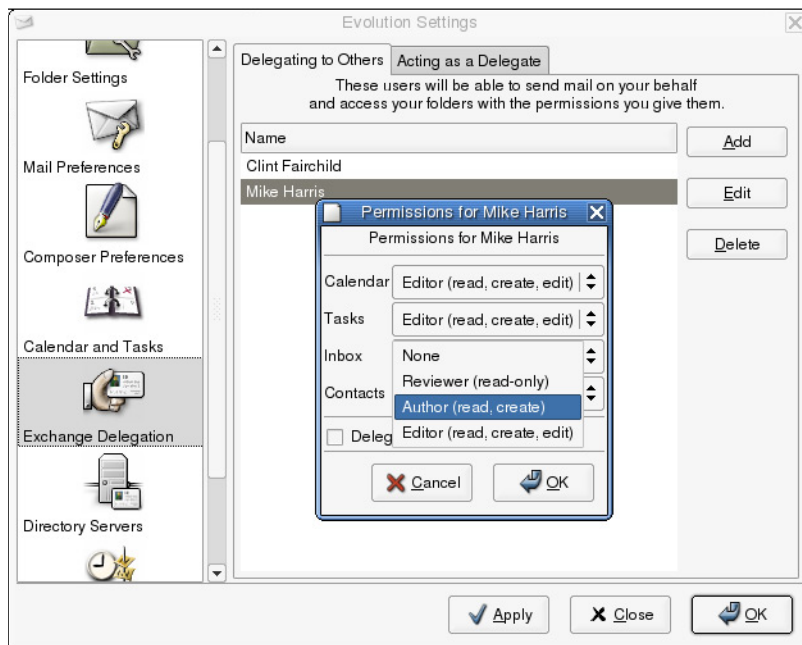 Evolution Settings
Folder Settings
Mail Preferences
Composer Preferences
Calendar and Tasks
Exchange Delegation
Directory Servers
Delegating to Others
Acting as a Delegate
These users will be able to send mail on your behalf
and access your folders with the permissions you give them.
Name
Clint Fairchild
Mike Harris
Add
Edit
Delete
Permissions for Mike Harris
Permissions for Mike Harris
Calendar
Editor (read, create, edit)
Tasks
Editor (read, create, edit)
Inbox
None
Reviewer (read-only)
Contacts
Author (read, create)
Editor (read, create, edit)
Deleg
Cancel
OK
Apply
Close
OK